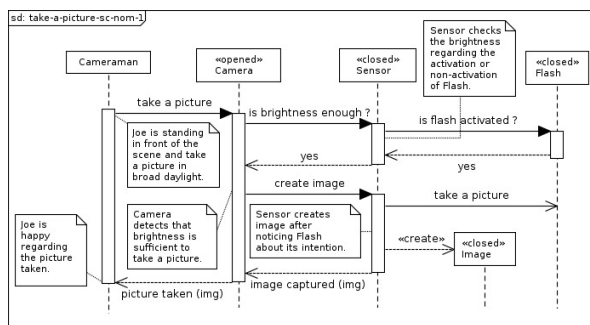 sd: take-a-picture-sc-nom-1
Cameraman
«opened»
Camera
«closed»
Sensor
Sensor checks
the brightness
regarding the
activation or
non-activation
of Flash.
«closed»
Flash
take a picture
is brightness enough ?
is flash activated ?
Joe is standing
in front of the
scene and take
a picture in
broad daylight.
yes
yes
create image
take a picture
Joe is
happy
regarding
the picture
taken.
Camera
detects that
brightness is
sufficient to
take a picture.
Sensor creates
image after
noticing Flash
about its intention.
«create»
«closed»
Image
picture taken (img)
image captured (img)